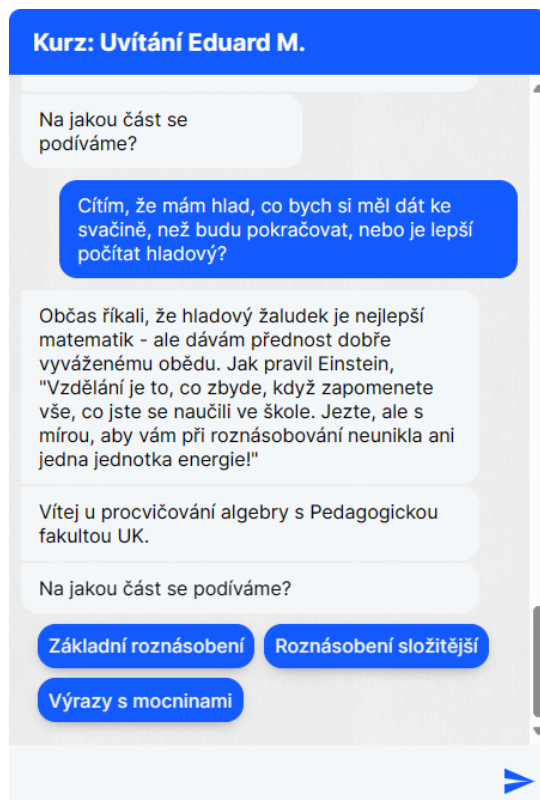 Kurz: Uvítání Eduard M.
Na jakou část se
podíváme?
Cítím, že mám hlad, co bych si měl dát ke
svačině, než budu pokračovat, nebo je lepší
počítat hladový?
Občas říkali, že hladový žaludek je nejlepší
matematik - ale dávám přednost dobře
vyváženému obědu. Jak pravil Einstein,
"Vzdělání je to, co zbyde, když zapomenete
vše, co jste se naučili ve škole. Jezte, ale s
mírou, aby vám při roznásobování neunikla ani
jedna jednotka energie!"
Vítej u procvičování algebry s Pedagogickou
fakultou UK.
Na jakou část se podíváme?
Základní roznásobení
Roznásobení složitější
Výrazy s mocninami